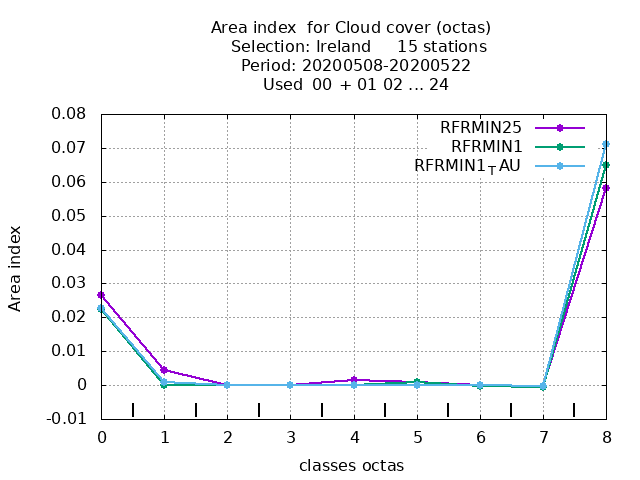 Area index  for Cloud cover (octas)
Selection: Ireland     15 stations
Period: 20200508-20200522
Used  00 + 01 02 ... 24
RFRMIN25
RFRMIN1
RFRMIN1TAU
0.08
0.07
0.06
0.05
0.04
0.03
0.02
0.01
0
-0.01
Area index
0 1 2 3 4 5 6 7 8
classes octas